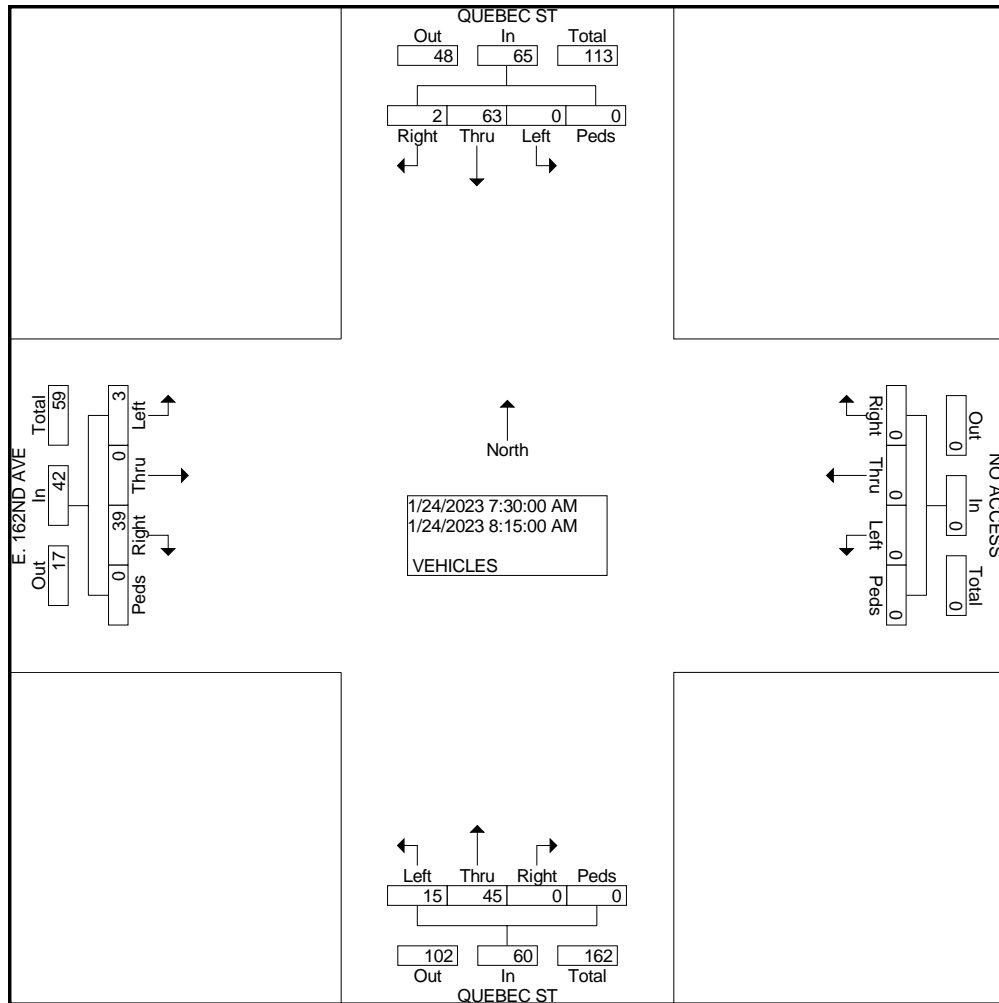 QUEBEC ST
Out In Total
48 65 113
2 63 0 0
Right Thru Left Peds
E. 162ND AVE
Total In Out
59 42 17
3 0 39 0
Left Thru Right Peds
North
1/24/2023 7:30:00 AM
1/24/2023 8:15:00 AM
VEHICLES
Right Thru Left Peds
0 0 0 0
Out In Total
0 0 0
NO ACCESS
Left Thru Right Peds
15 45 0 0
102 60 162
Out In Total
QUEBEC ST